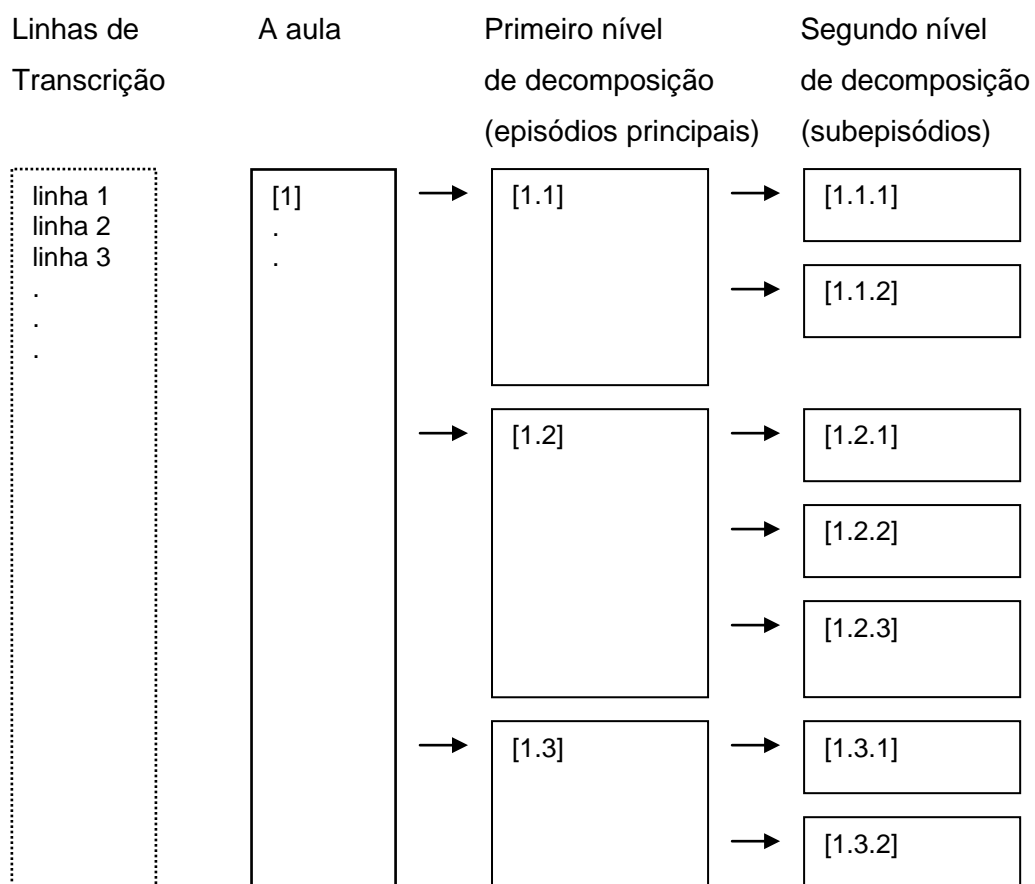 Linhas de
Transcrição
A aula
Primeiro nível
de decomposição
(episódios principais)
Segundo nível
de decomposição
(subepisódios)
linha 1
linha 2
linha 3
.
.
.
[1]
.
.
[1.1]
[1.1.1]
[1.1.2]
[1.2]
[1.2.1]
[1.2.2]
[1.2.3]
[1.3]
[1.3.1]
[1.3.2]